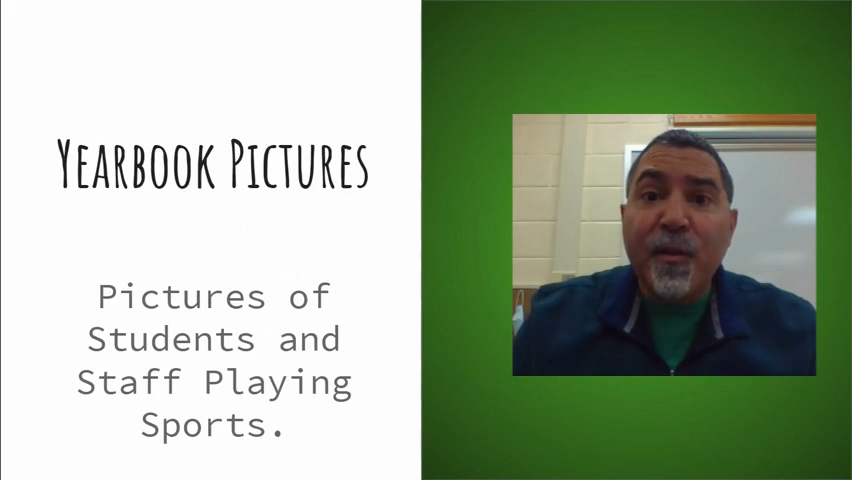 Yearbook Pictures
Pictures of
Students and
Staff Playing
Sports.